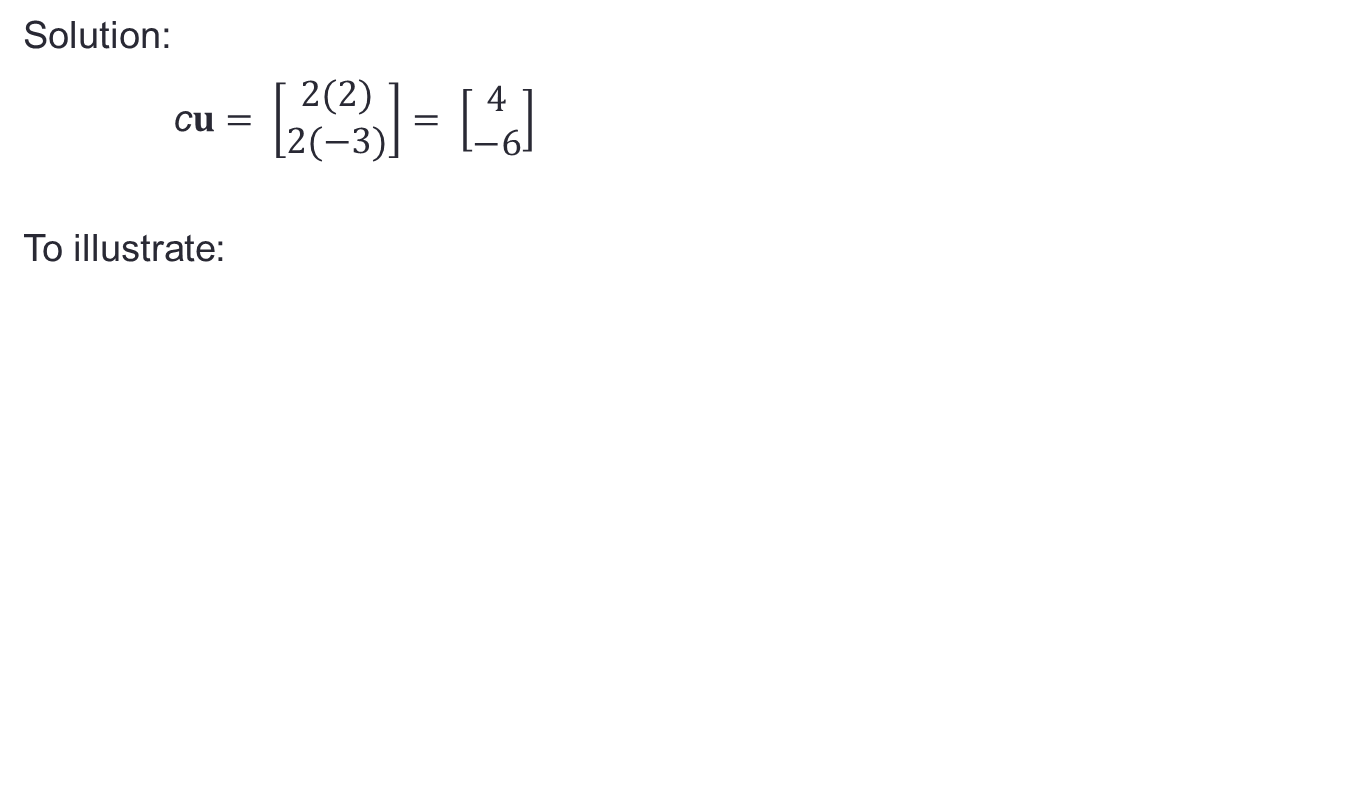 Solution:
c𝐮 = [2(2) 2(−3)] = [4 −6]
To illustrate: